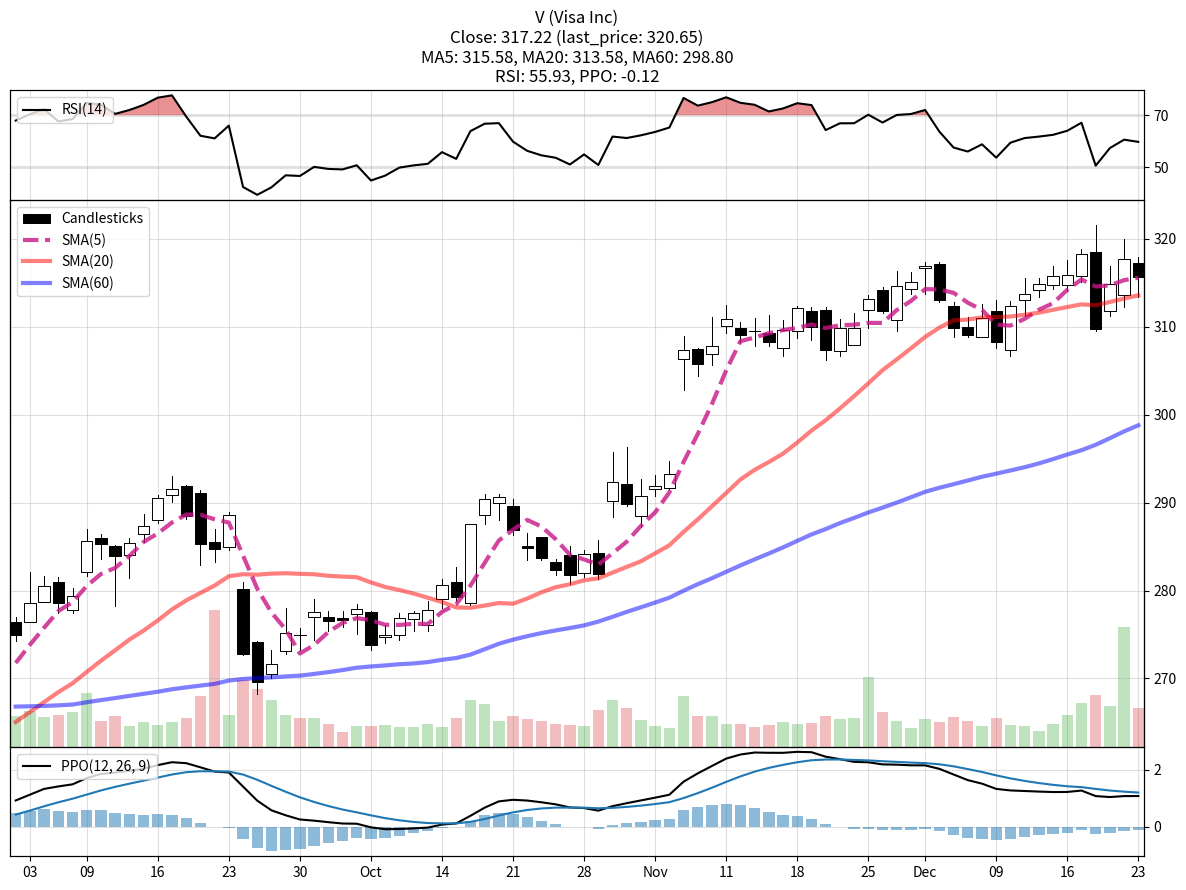 V (Visa Inc)
Close: 317.22 (last_price: 320.65)
MA5: 315.58, MA20: 313.58, MA60: 298.80
RSI: 55.93, PPO: -0.12
RSI(14)
70
50
Candlesticks
SMA(5)
SMA(20)
SMA(60)
320
310
300
290
280
270
PPO(12, 26, 9)
2
0
03 09 16 23 30 Oct 14 21 28 Nov 11 18 25 Dec 09 16 23